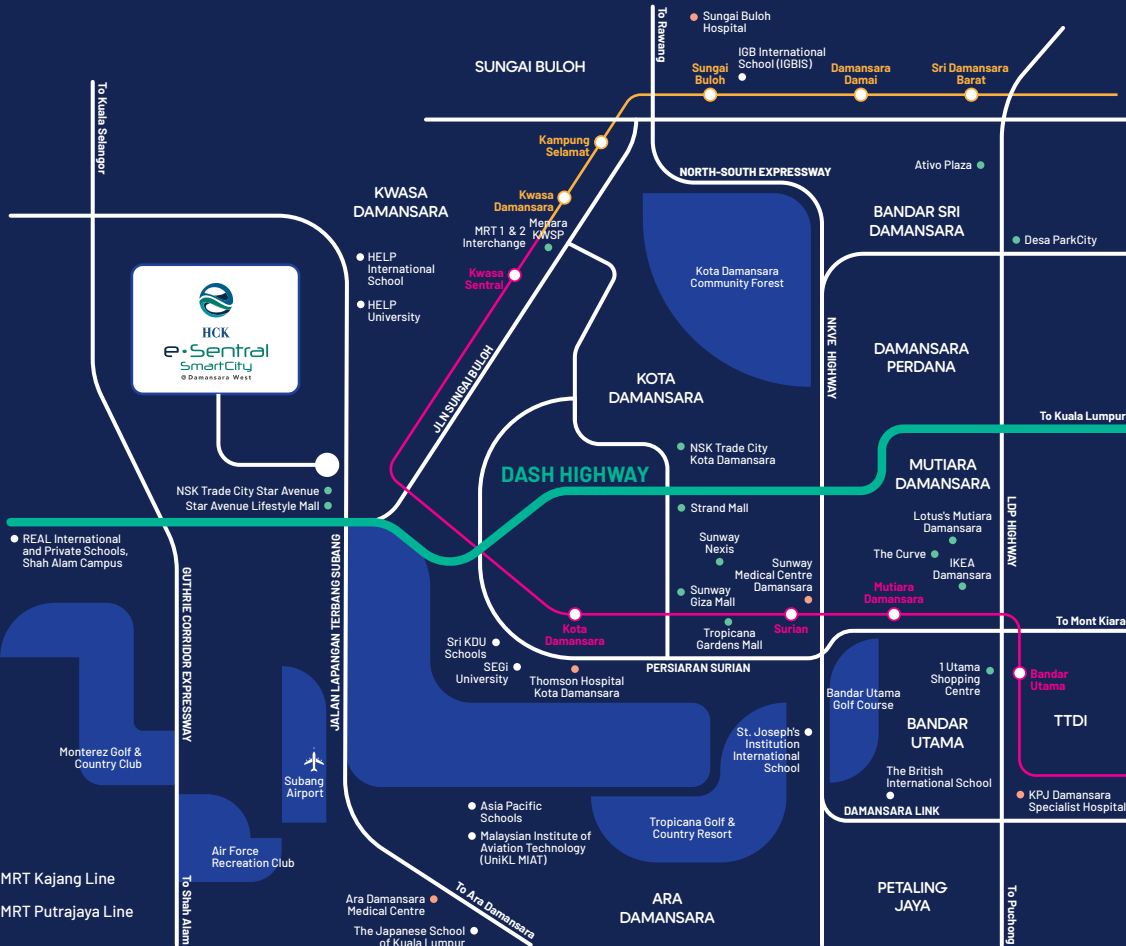 To Rawang
Sungai Buloh
Hospital
IGB International
School (IGBIS)
SUNGAI BULOH
Sungai
Buloh
Damansara
Damai
Sri Damansara
Barat
To Kuala Selangor
Kampung
Selamat
NORTH-SOUTH EXPRESSWAY
Ativo Plaza
KWASA
DAMANSARA
Kwasa
Damansara
BANDAR SRI
DAMANSARA
MRT 1 & 2
Interchange
Menara
KWSP
Desa ParkCity
HELP
International
School
Kwasa
Sentral
Kota Damansara
Community Forest
HELP
University
HCK
e·Sentral
SmartCity
@Damansara West
NKVE HIGHWAY
JLN SUNGAI BULOH
DAMANSARA
PERDANA
KOTA
DAMANSARA
To Kuala Lumpur
NSK Trade City
Kota Damansara
DASH HIGHWAY
MUTIARA
DAMANSARA
NSK Trade City Star Avenue
Star Avenue Lifestyle Mall
Strand Mall
LDP HIGHWAY
Lotus's Mutiara
Damansara
REAL International
and Private Schools,
Shah Alam Campus
Sunway
Nexis
The Curve
IKEA
Damansara
Sunway
Medical Centre
Damansara
GUTHRIE CORRIDOR EXPRESSWAY
JALAN LAPANGAN TERBANG SUBANG
Sunway
Giza Mall
Mutiara
Damansara
Kota
Damansara
Tropicana
Gardens Mall
Surian
To Mont Kiara
Sri KDU
Schools
SEGi
University
Thomson Hospital
Kota Damansara
PERSIARAN SURIAN
1 Utama
Shopping
Centre
Bandar
Utama
Bandar Utama
Golf Course
TTDI
BANDAR
UTAMA
St. Joseph's
Institution
International
School
Monterez Golf &
Country Club
Subang
Airport
The British
International School
KPJ Damansara
Specialist Hospital
DAMANSARA LINK
Asia Pacific
Schools
Tropicana Golf &
Country Resort
Malaysian Institute of
Aviation Technology
(UniKL MIAT)
Air Force
Recreation Club
MRT Kajang Line
MRT Putrajaya Line
To Shah Alam
To Ara Damansara
Ara Damansara
Medical Centre
The Japanese School
of Kuala Lumpur
ARA
DAMANSARA
PETALING
JAYA
To Puchong